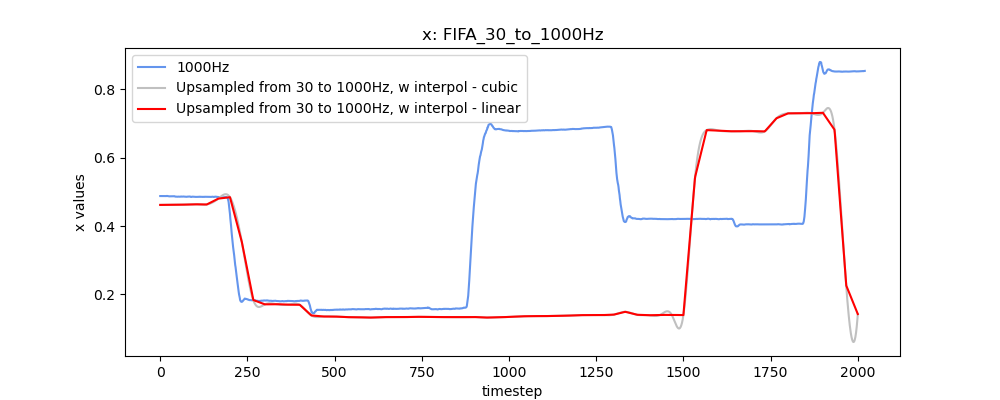 x: FIFA_30_to_1000Hz
1000Hz
Upsampled from 30 to 1000Hz, w interpol - cubic
Upsampled from 30 to 1000Hz, w interpol - linear
x values
0.8
0.6
0.4
0.2
0 250 500 750 1000 1250 1500 1750 2000
timestep